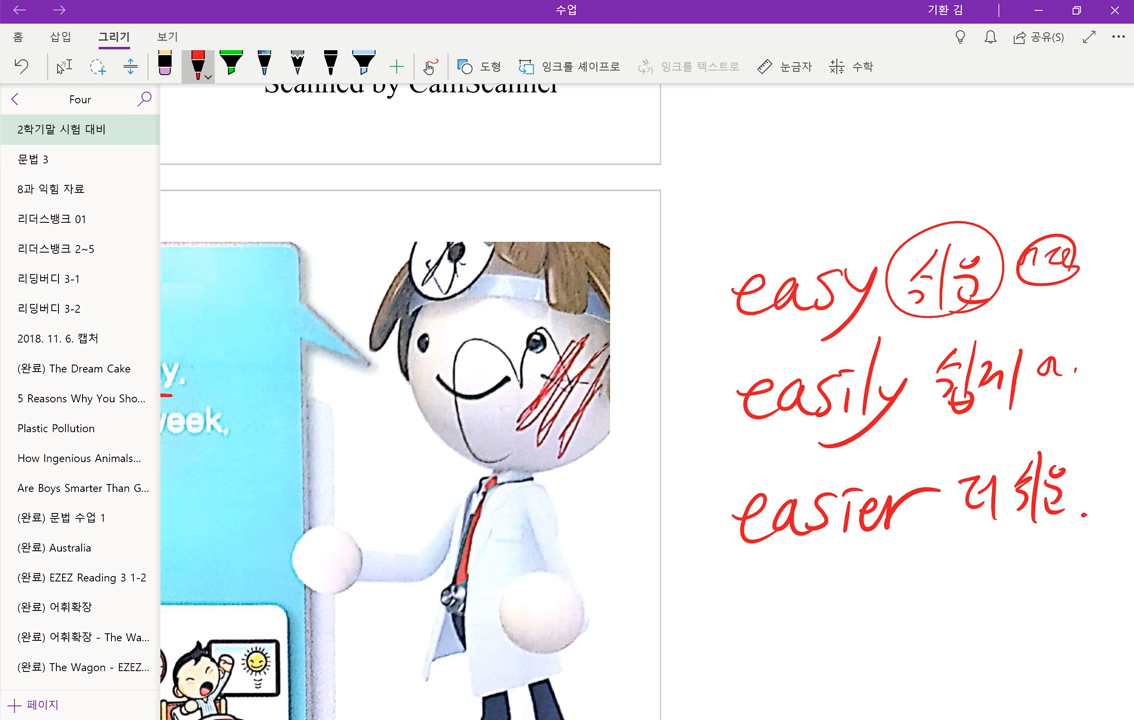 수업
기환 김
홈 삽입 그리기 보기
공유(S)
도형 잉크를 셰이프로 잉크를 텍스트로 눈금자 수학
Four
2학기말 시험 대비
문법 3
8과 익힘 자료
리더스뱅크 01
리더스뱅크 2~5
리딩버디 3-1
리딩버디 3-2
2018. 11. 6. 캡처
(완료) The Dream Cake
5 Reasons Why You Sho...
Plastic Pollution
How Ingenious Animals...
Are Boys Smarter Than G...
(완료) 문법 수업 1
(완료) Australia
(완료) EZEZ Reading 3 1-2
(완료) 어휘확장
(완료) 어휘확장 - The Wa...
(완료) The Wagon - EZEZ...
페이지
Scanned by CamScanner
y.
week,
easy 쉬운
easily 쉽게
easier 더 쉬운.